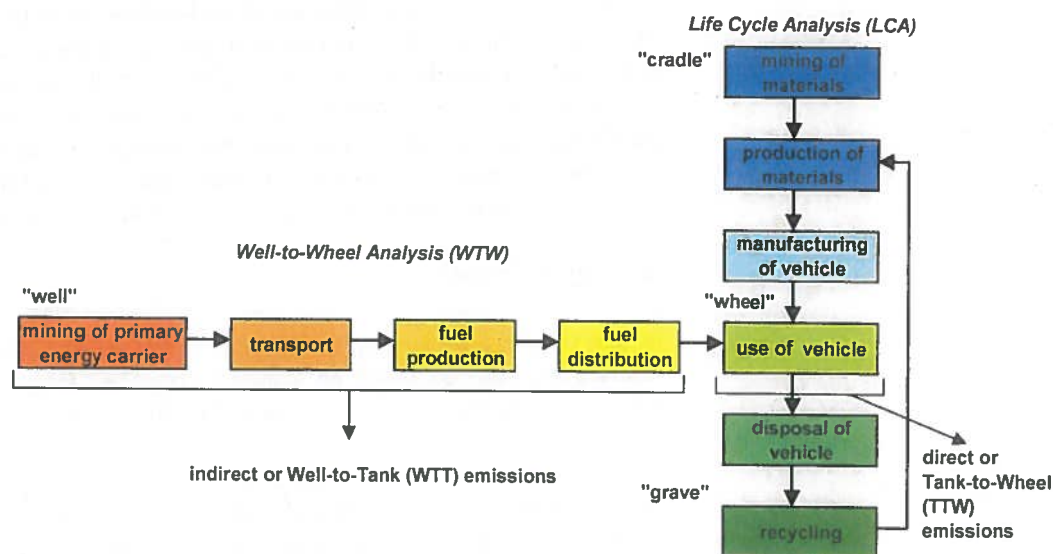 Life Cycle Analysis (LCA)
"cradle"
mining of
materials
production of
materials
manufacturing
of vehicle
Well-to-Wheel Analysis (WTW)
"well"
"wheel"
mining of primary
energy carrier
transport
fuel
production
fuel
distribution
use of vehicle
disposal of
vehicle
indirect or Well-to-Tank (WTT) emissions
direct or
Tank-to-Wheel
(TTW)
emissions
"grave"
recycling